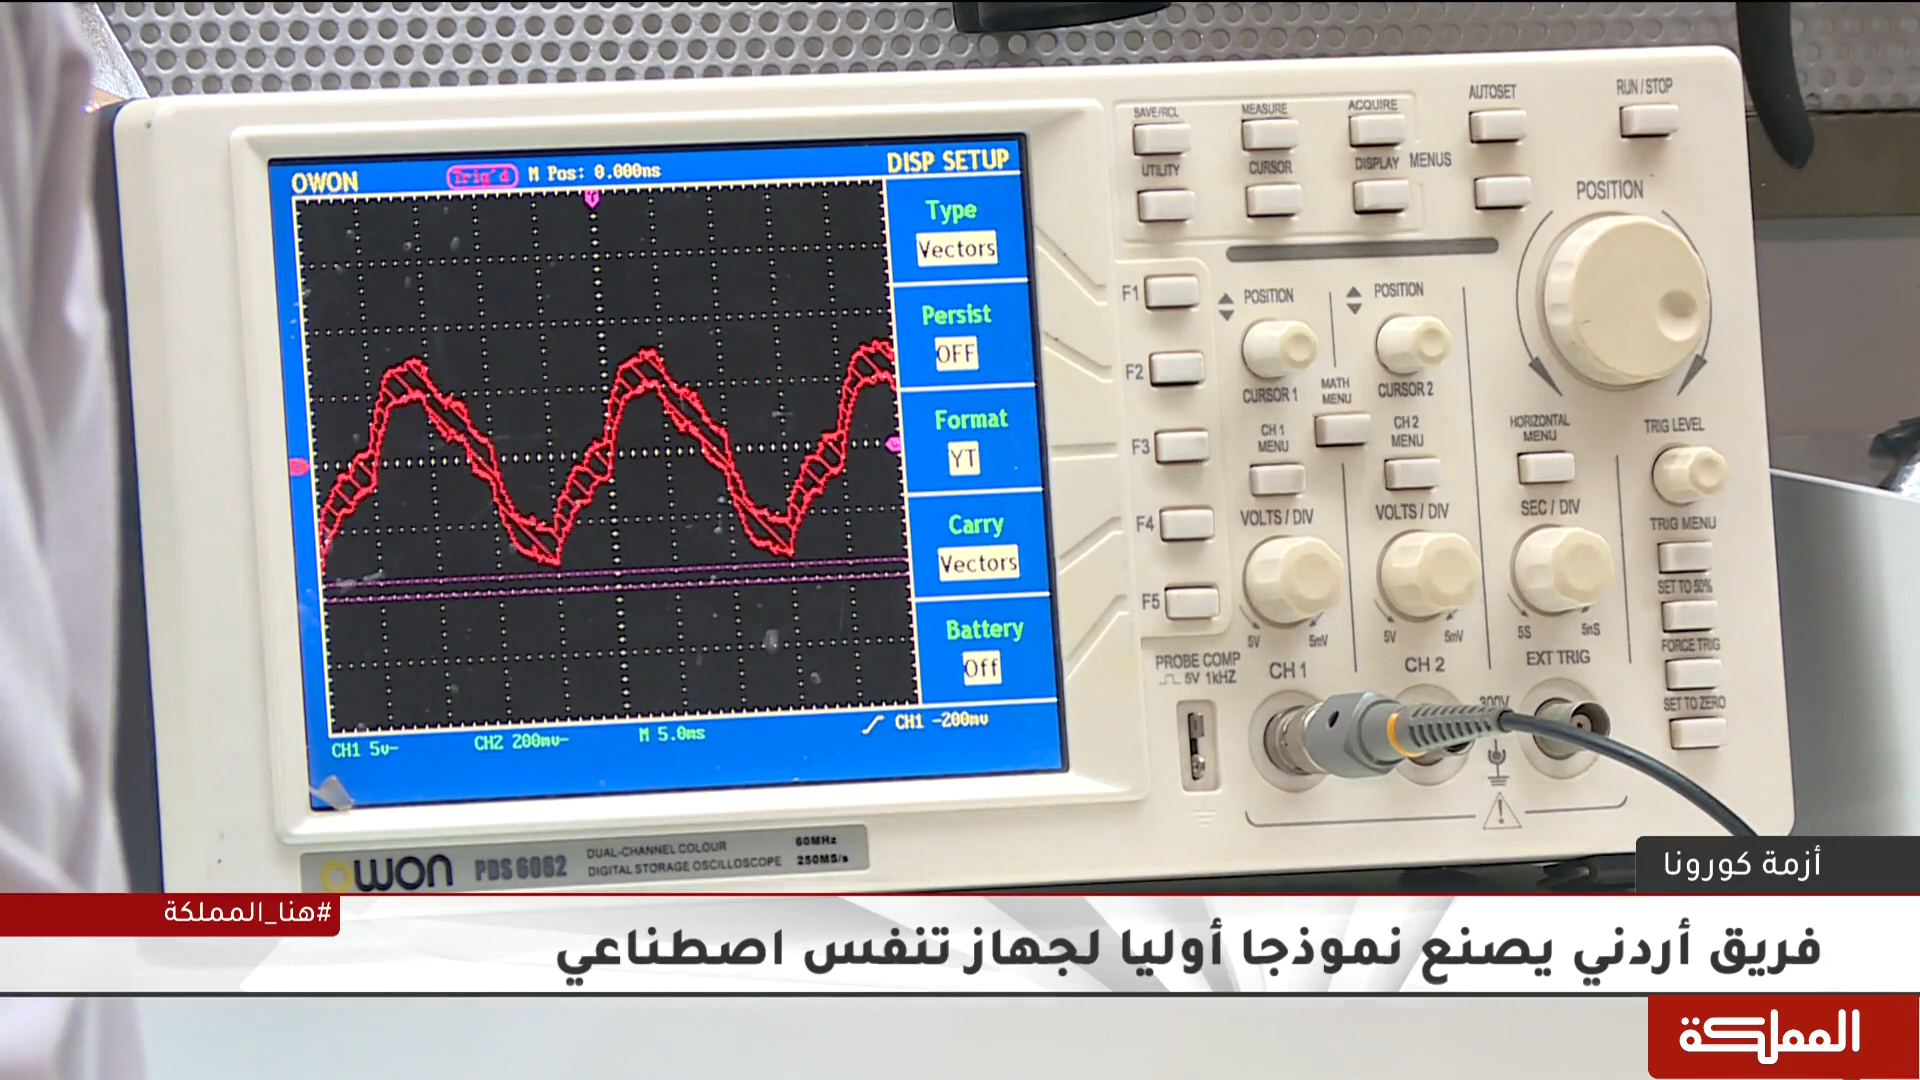 SAVE/RCL
MEASURE
ACQUIRE
AUTOSET
RUN / STOP
UTILITY
CURSOR
DISPLAY
MENUS
OWON
Trig'd
M Pos: 0.000ns
DISP SETUP
Type
Vectors
Persist
OFF
Format
YT
Carry
Vectors
Battery
Off
CH1 5v~
CH2 200mv~
M 5.0ms
CH1 -200mv
POSITION
F1
F2
F3
F4
F5
POSITION
POSITION
CURSOR 1
MATH MENU
CURSOR 2
CH 1 MENU
CH 2 MENU
HORIZONTAL MENU
TRIG LEVEL
VOLTS / DIV
VOLTS / DIV
SEC / DIV
TRIG MENU
SET TO 50%
FORCE TRIG
SET TO ZERO
5V 5mV
5V 5mV
5S 5nS
PROBE COMP
5V 1kHZ
CH 1
CH 2
EXT TRIG
300V
owon PDS6062
DUAL-CHANNEL COLOUR 60MHz
DIGITAL STORAGE OSCILLOSCOPE 250MS/s
أزمة كورونا
#هنا_المملكة
فريق أردني يصنع نموذجا أوليا لجهاز تنفس اصطناعي
المملكة